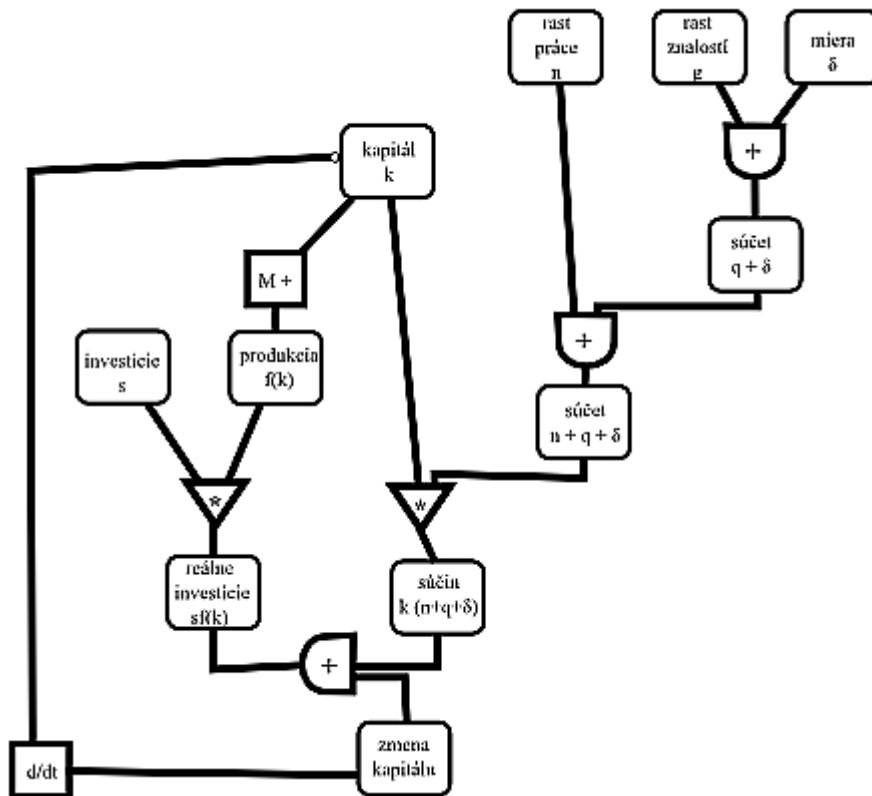 rast
práce
n
rast
znalostí
g
miera
δ
+
kapitál
k
súčet
q + δ
M +
+
investície
s
produkcia
f(k)
súčet
n + q + δ
*
*
reálne
investície
sf(k)
súčin
k (n+q+δ)
+
zmena
kapitálu
d/dt